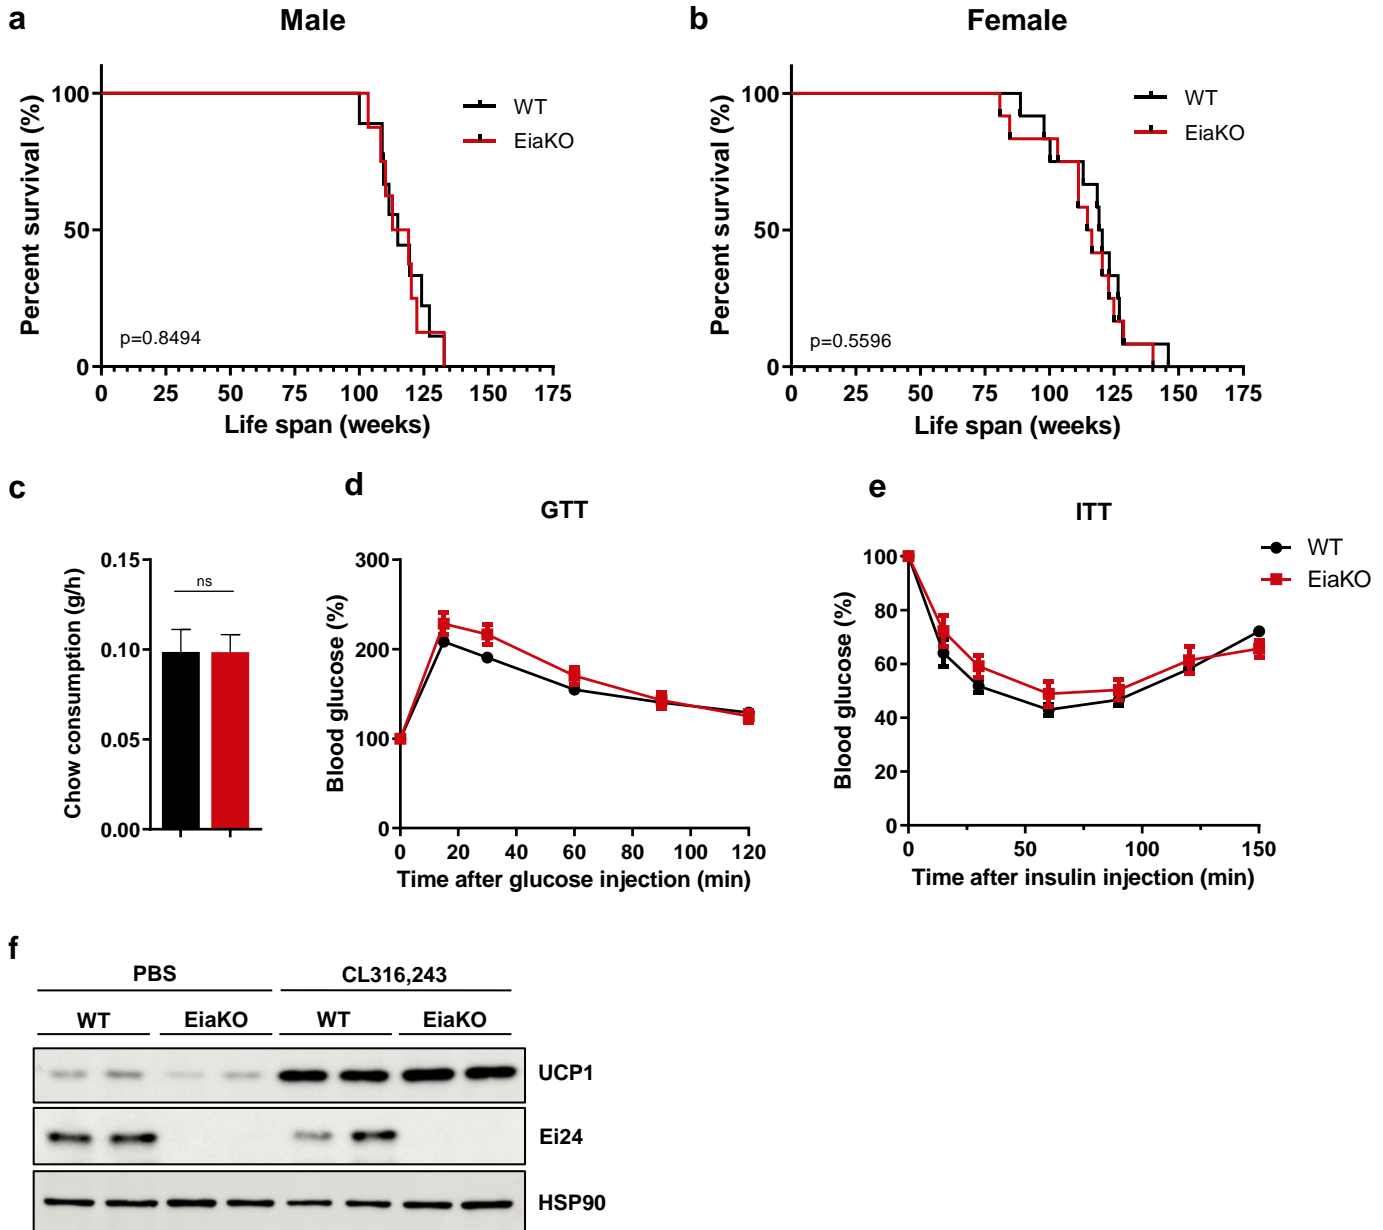 a
Male
Percent survival (%)
100
50
0
WT
EiaKO
p=0.8494
0 25 50 75 100 125 150 175
Life span (weeks)
b
Female
Percent survival (%)
100
50
0
WT
EiaKO
p=0.5596
0 25 50 75 100 125 150 175
Life span (weeks)
c
Chow consumption (g/h)
0.15
0.10
0.05
0.00
ns
d
GTT
Blood glucose (%)
300
200
100
0
0 20 40 60 80 100 120
Time after glucose injection (min)
e
ITT
Blood glucose (%)
100
80
60
40
20
0
WT
EiaKO
0 50 100 150
Time after insulin injection (min)
f
PBS CL316,243
WT EiaKO WT EiaKO
UCP1
Ei24
HSP90